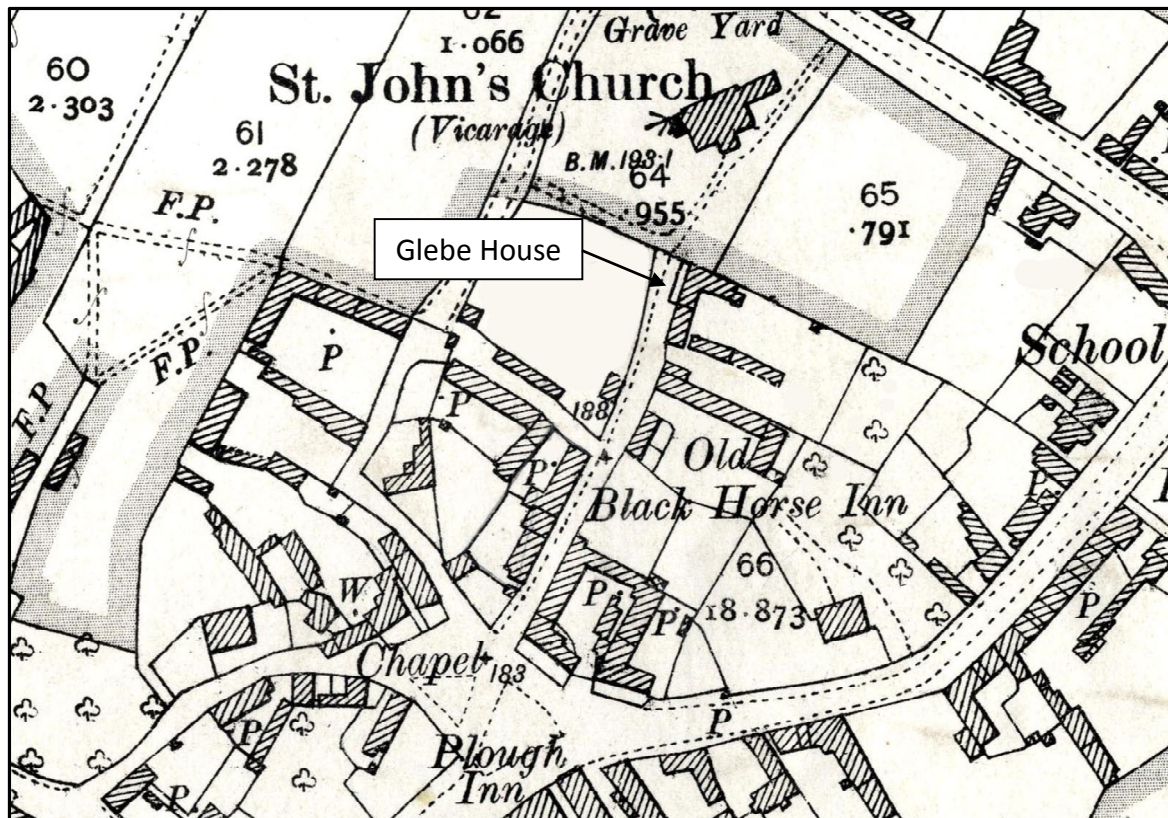 62
1.066
Grave Yard
60
2.303
St. John's Church
(Vicarage)
61
2.278
B.M. 193.1
64
.955
65
.791
F.P.
Glebe House
F.P.
F.P
P
School
P
188
P
Old
Black Horse Inn
P.
66
18.873
W.
P.
P.
P
Chapel
183
P
P
Plough
Inn
P.